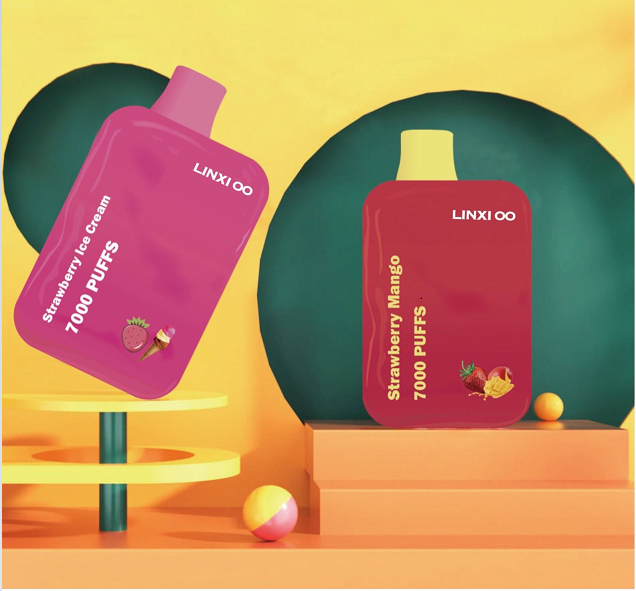 LINXI OO
Strawberry Ice Cream
7000 PUFFS
LINXI OO
Strawberry Mango
7000 PUFFS